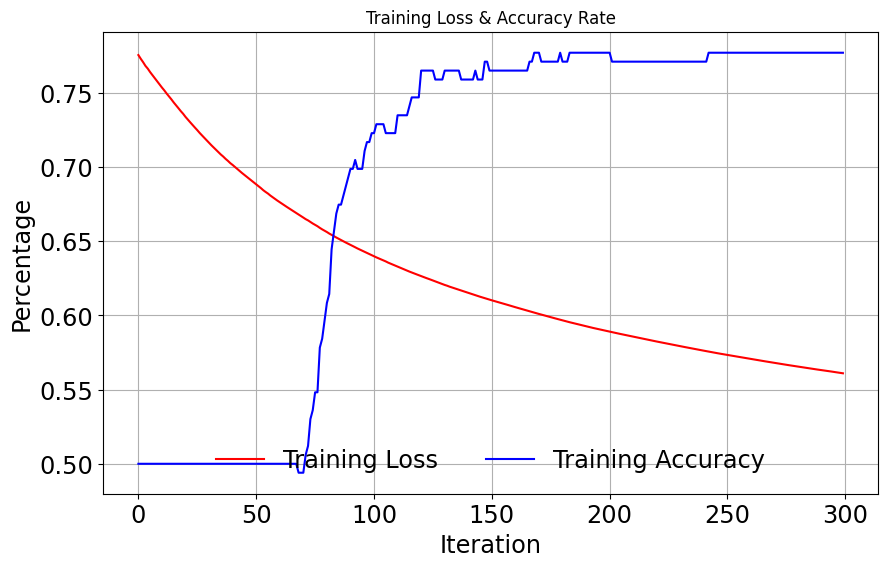 Training Loss & Accuracy Rate
0.75
0.70
0.65
0.60
0.55
0.50
Percentage
Training Loss Training Accuracy
0 50 100 150 200 250 300
Iteration